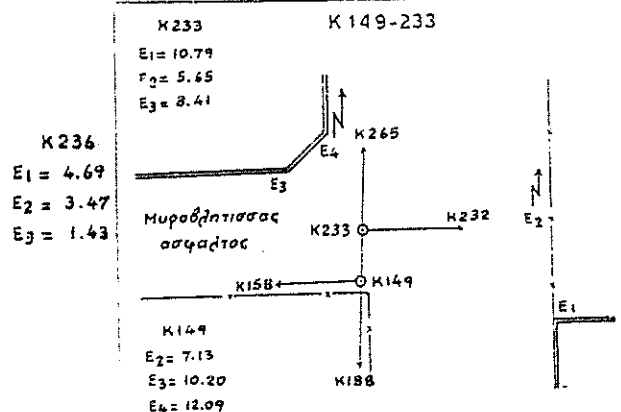 K233
K149-233
E1= 10.79
E2= 5.65
E3= 8.41
K236
E1= 4.69
E2= 3.47
E3= 1.43
N
K265
E4
E3
Μυροβλητισσας
ασφαλτος
K233
K232
N
E2
K158
K149
E1
K149
E2= 7.13
E3= 10.20
E4= 12.09
K188